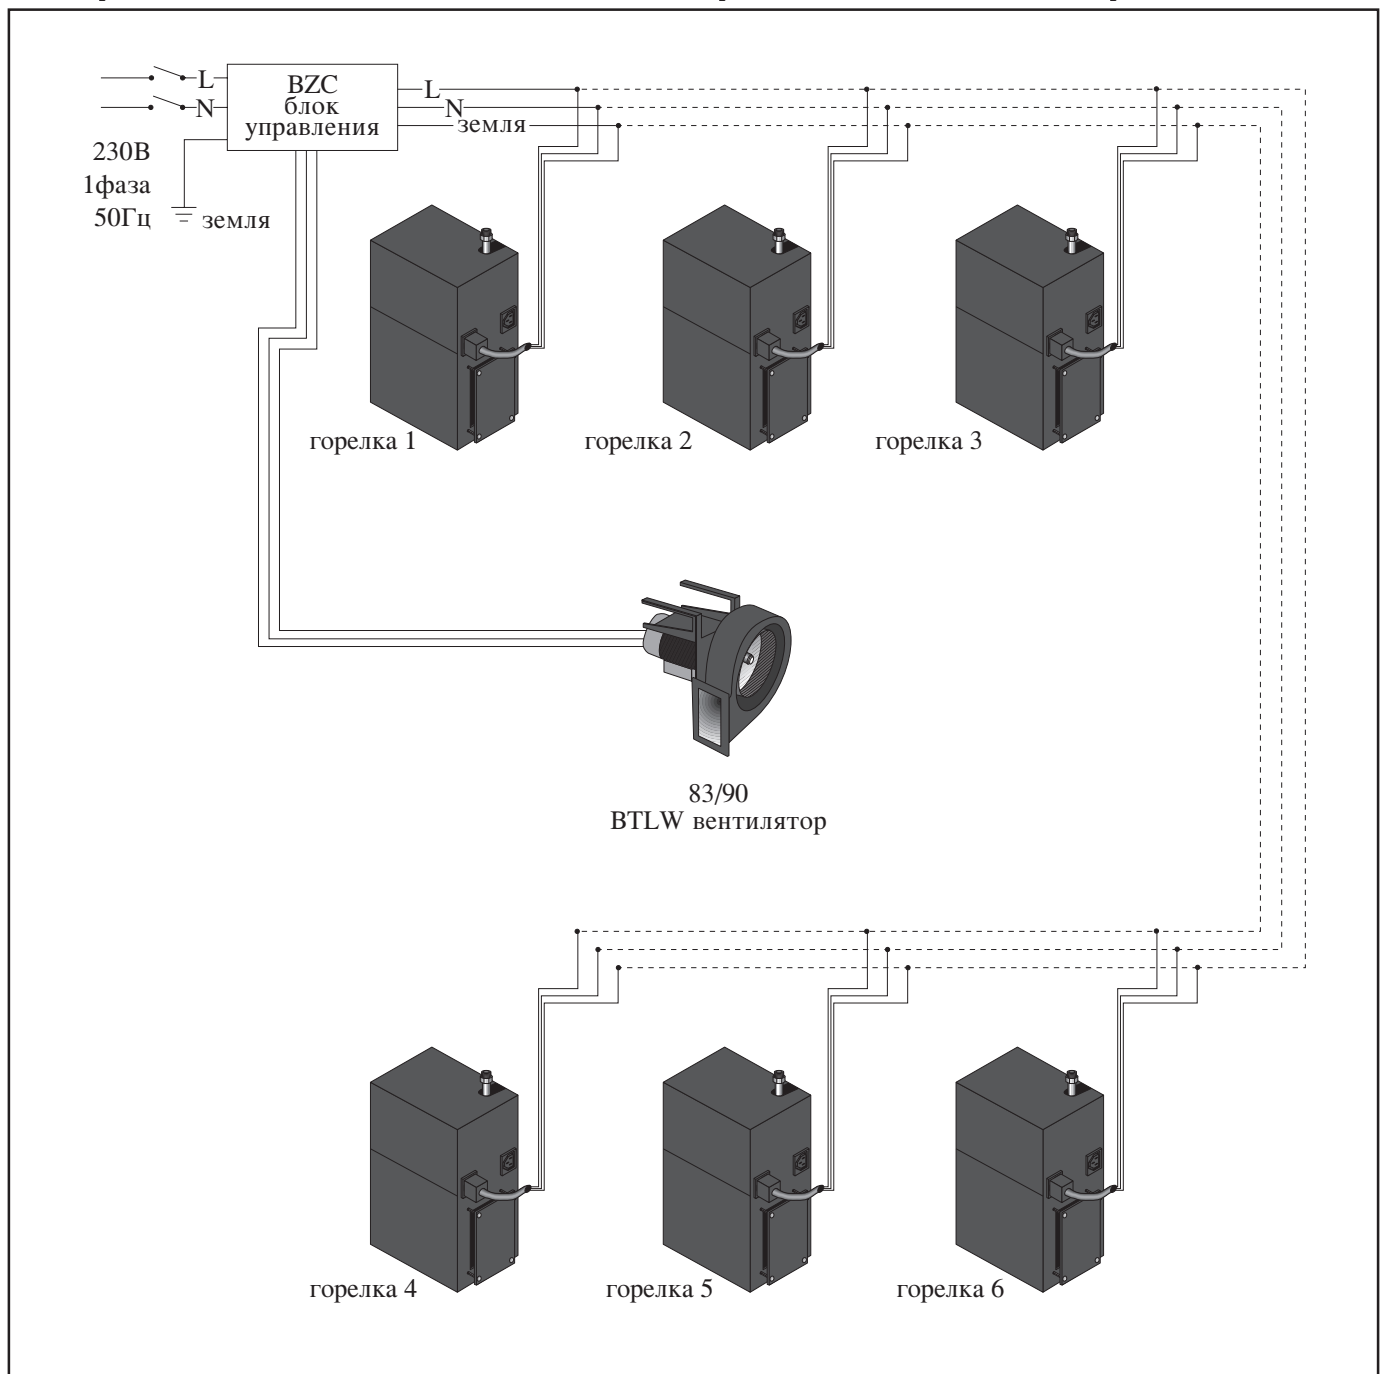 L
N
BZC
блок
управления
L
N
земля
230В
1фаза
50Гц
земля
горелка 1
горелка 2
горелка 3
83/90
BTLW вентилятор
горелка 4
горелка 5
горелка 6